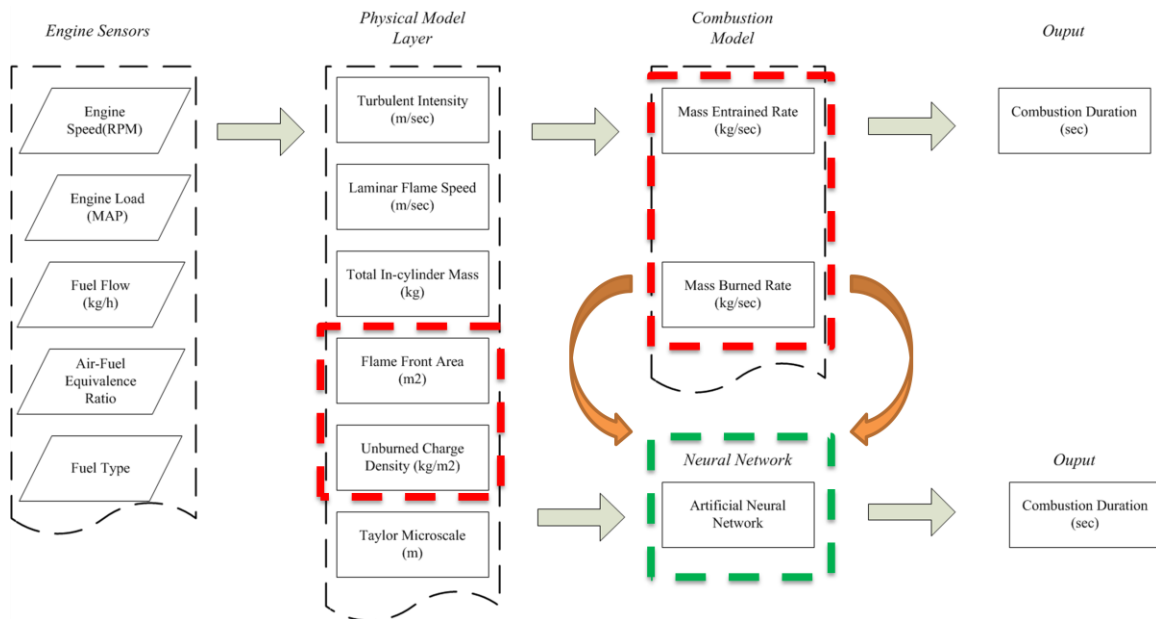 Engine Sensors
Engine
Speed(RPM)
Engine Load
(MAP)
Fuel Flow
(kg/h)
Air-Fuel
Equivalence
Ratio
Fuel Type
Physical Model
Layer
Turbulent Intensity
(m/sec)
Laminar Flame Speed
(m/sec)
Total In-cylinder Mass
(kg)
Flame Front Area
(m2)
Unburned Charge
Density (kg/m2)
Taylor Microscale
(m)
Combustion
Model
Mass Entrained Rate
(kg/sec)
Mass Burned Rate
(kg/sec)
Neural Network
Artificial Neural
Network
Ouput
Combustion Duration
(sec)
Ouput
Combustion Duration
(sec)